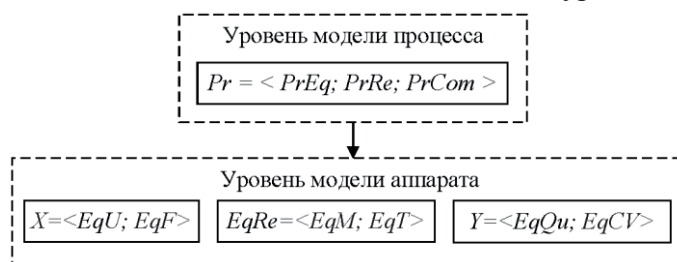 Уровень модели процесса
Pr = < PrEq; PrRe; PrCom >
Уровень модели аппарата
X=<EqU; EqF> EqRe=<EqM; EqT> Y=<EqQu; EqCV>